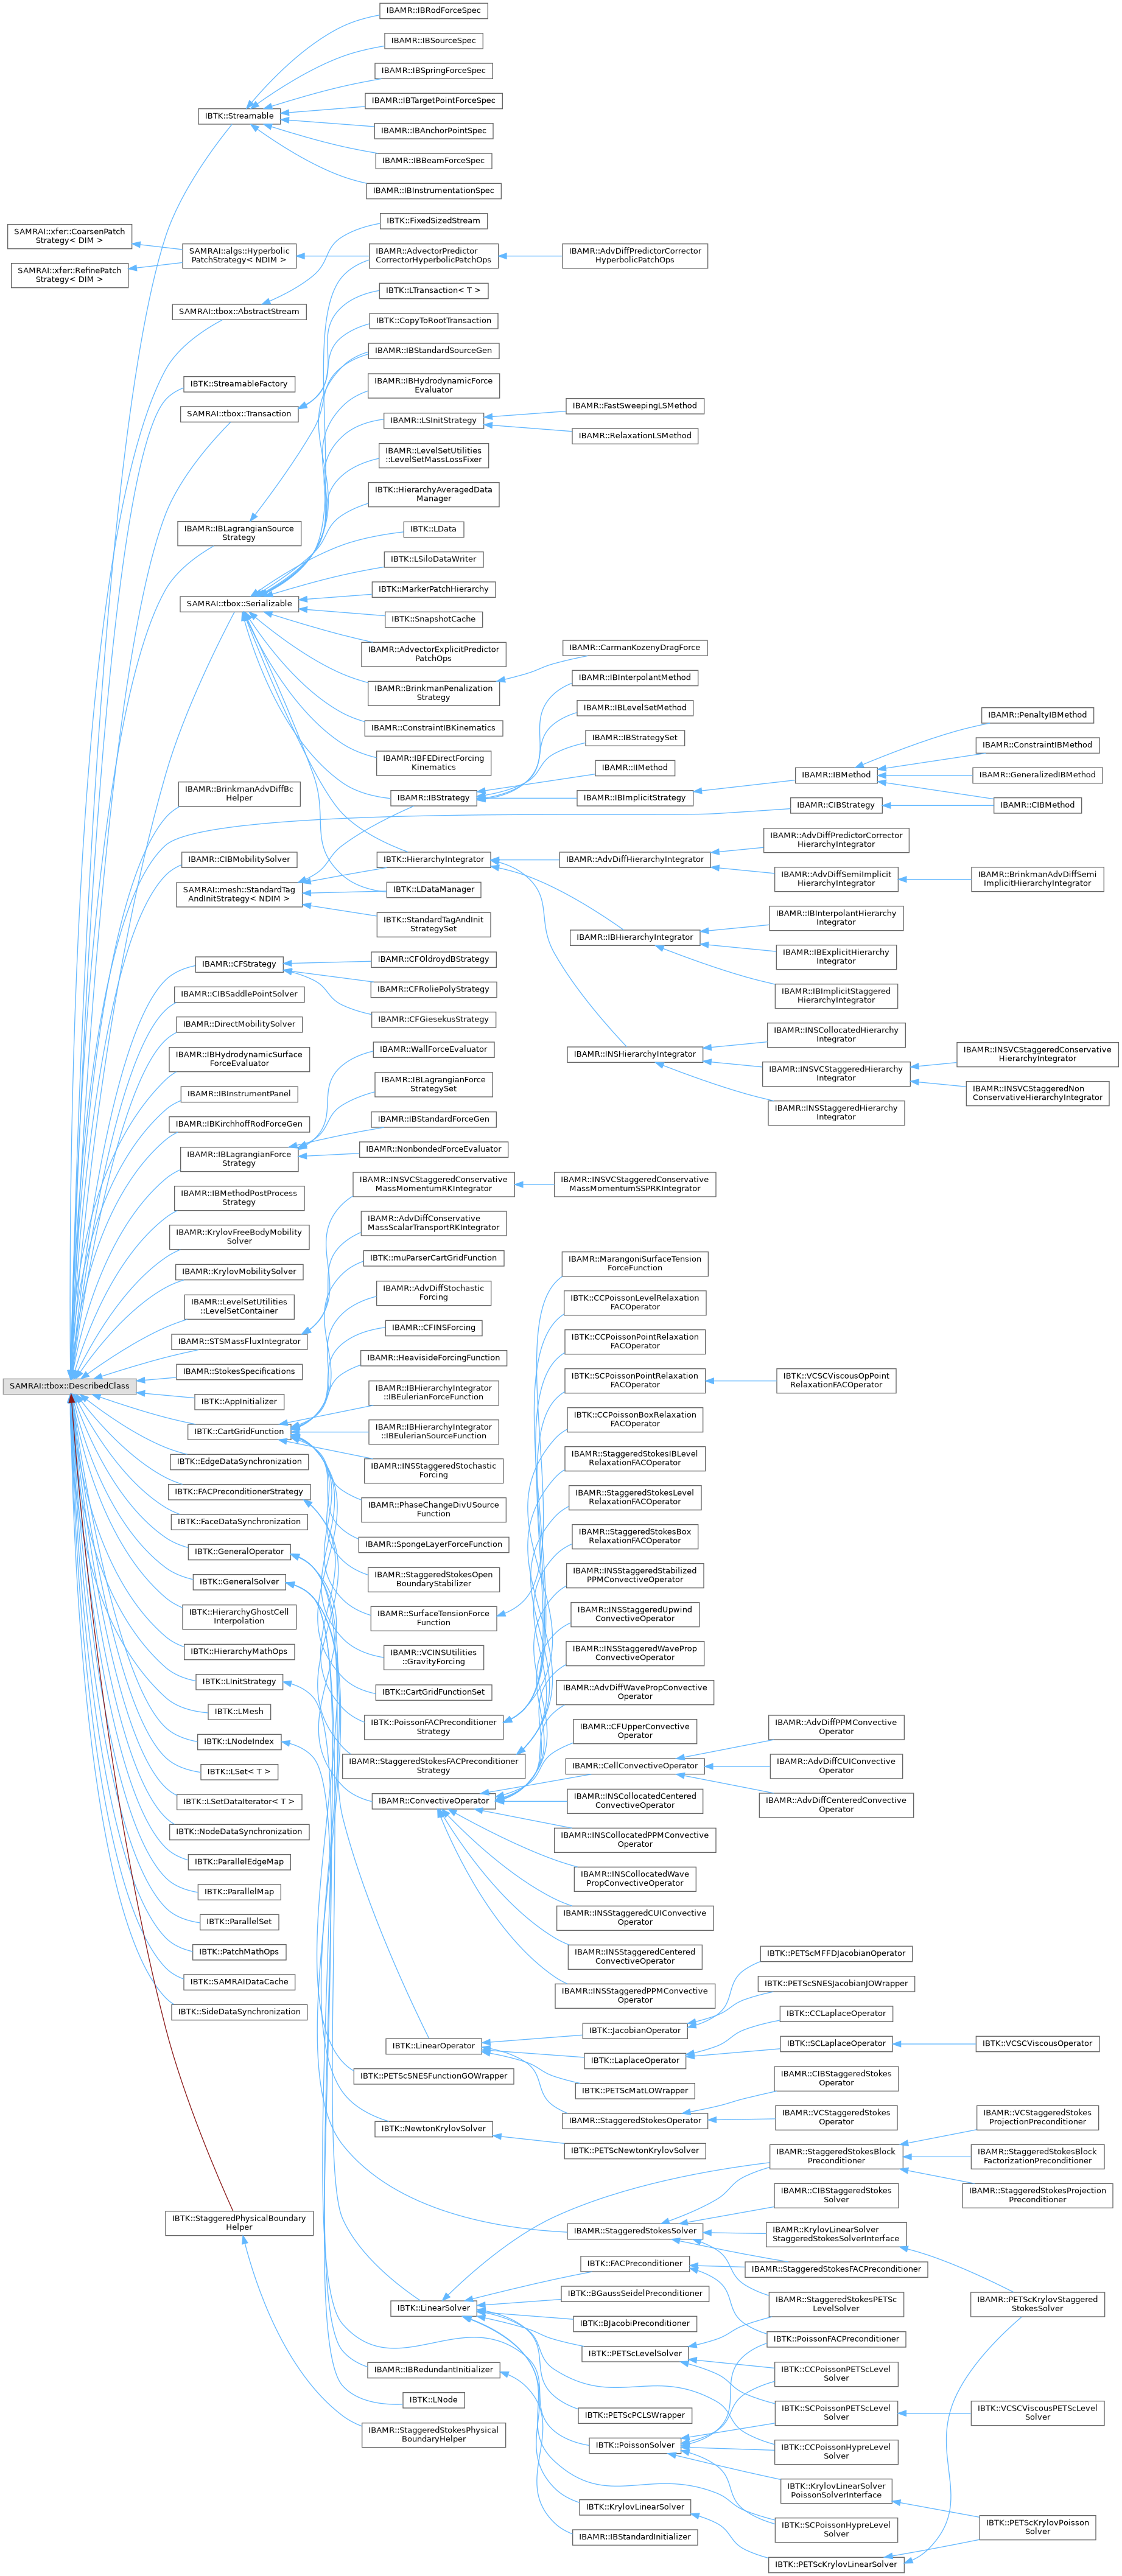 IBAMR::IBRodForceSpec
IBAMR::IBSourceSpec
IBAMR::IBSpringForceSpec
IBAMR::IBTargetPointForceSpec
IBTK::Streamable
IBAMR::IBAnchorPointSpec
IBAMR::IBBeamForceSpec
IBAMR::IBInstrumentationSpec
IBTK::FixedSizedStream
SAMRAI::xfer::CoarsenPatch
Strategy< DIM >
SAMRAI::algs::Hyperbolic
PatchStrategy< NDIM >
IBAMR::AdvectorPredictor
CorrectorHyperbolicPatchOps
IBAMR::AdvDiffPredictorCorrector
HyperbolicPatchOps
SAMRAI::xfer::RefinePatch
Strategy< DIM >
IBTK::LTransaction< T >
SAMRAI::tbox::AbstractStream
IBTK::CopyToRootTransaction
IBAMR::IBStandardSourceGen
IBTK::StreamableFactory
IBAMR::IBHydrodynamicForce
Evaluator
SAMRAI::tbox::Transaction
IBAMR::LSInitStrategy
IBAMR::FastSweepingLSMethod
IBAMR::RelaxationLSMethod
IBAMR::LevelSetUtilities
::LevelSetMassLossFixer
IBTK::HierarchyAveragedData
Manager
IBAMR::IBLagrangianSource
Strategy
IBTK::LData
IBTK::LSiloDataWriter
IBTK::MarkerPatchHierarchy
SAMRAI::tbox::Serializable
IBTK::SnapshotCache
IBAMR::AdvectorExplicitPredictor
PatchOps
IBAMR::CarmanKozenyDragForce
IBAMR::BrinkmanPenalization
Strategy
IBAMR::IBInterpolantMethod
IBAMR::IBLevelSetMethod
IBAMR::ConstraintIBKinematics
IBAMR::IBStrategySet
IBAMR::PenaltyIBMethod
IBAMR::IBFEDirectForcing
Kinematics
IBAMR::IIMethod
IBAMR::IBMethod
IBAMR::ConstraintIBMethod
IBAMR::GeneralizedIBMethod
IBAMR::BrinkmanAdvDiffBc
Helper
IBAMR::IBStrategy
IBAMR::IBImplicitStrategy
IBAMR::CIBStrategy
IBAMR::CIBMethod
IBAMR::CIBMobilitySolver
IBTK::HierarchyIntegrator
IBAMR::AdvDiffHierarchyIntegrator
IBAMR::AdvDiffPredictorCorrector
HierarchyIntegrator
IBAMR::AdvDiffSemiImplicit
HierarchyIntegrator
IBAMR::BrinkmanAdvDiffSemi
ImplicitHierarchyIntegrator
SAMRAI::mesh::StandardTag
AndInitStrategy< NDIM >
IBTK::LDataManager
IBTK::StandardTagAndInit
StrategySet
IBAMR::IBHierarchyIntegrator
IBAMR::IBInterpolantHierarchy
Integrator
IBAMR::IBExplicitHierarchy
Integrator
IBAMR::IBImplicitStaggered
HierarchyIntegrator
IBAMR::CFStrategy
IBAMR::CFOldroydBStrategy
IBAMR::CFRoliePolyStrategy
IBAMR::CFGiesekusStrategy
IBAMR::CIBSaddlePointSolver
IBAMR::DirectMobilitySolver
IBAMR::INSCollocatedHierarchy
Integrator
IBAMR::INSHierarchyIntegrator
IBAMR::INSVCStaggeredHierarchy
Integrator
IBAMR::INSVCStaggeredConservative
HierarchyIntegrator
IBAMR::INSVCStaggeredNon
ConservativeHierarchyIntegrator
IBAMR::INSStaggeredHierarchy
Integrator
IBAMR::IBHydrodynamicSurface
ForceEvaluator
IBAMR::WallForceEvaluator
IBAMR::IBInstrumentPanel
IBAMR::IBLagrangianForce
StrategySet
IBAMR::IBKirchhoffRodForceGen
IBAMR::IBStandardForceGen
IBAMR::IBLagrangianForce
Strategy
IBAMR::NonbondedForceEvaluator
IBAMR::IBMethodPostProcess
Strategy
IBAMR::INSVCStaggeredConservative
MassMomentumRKIntegrator
IBAMR::INSVCStaggeredConservative
MassMomentumSSPRKIntegrator
IBAMR::KrylovFreeBodyMobility
Solver
IBAMR::AdvDiffConservative
MassScalarTransportRKIntegrator
IBAMR::KrylovMobilitySolver
IBTK::muParserCartGridFunction
IBAMR::LevelSetUtilities
::LevelSetContainer
IBAMR::AdvDiffStochastic
Forcing
IBAMR::STSMassFluxIntegrator
IBAMR::CFINSForcing
IBAMR::StokesSpecifications
IBAMR::HeavisideForcingFunction
SAMRAI::tbox::DescribedClass
IBTK::AppInitializer
IBAMR::IBHierarchyIntegrator
::IBEulerianForceFunction
IBTK::CartGridFunction
IBAMR::IBHierarchyIntegrator
::IBEulerianSourceFunction
IBTK::EdgeDataSynchronization
IBAMR::INSStaggeredStochastic
Forcing
IBTK::FACPreconditionerStrategy
IBAMR::PhaseChangeDivUSource
Function
IBTK::FaceDataSynchronization
IBAMR::SpongeLayerForceFunction
IBTK::GeneralOperator
IBAMR::StaggeredStokesOpen
BoundaryStabilizer
IBTK::GeneralSolver
IBAMR::SurfaceTensionForce
Function
IBTK::HierarchyGhostCell
Interpolation
IBTK::HierarchyMathOps
IBAMR::VCINSUtilities
::GravityForcing
IBTK::LInitStrategy
IBTK::CartGridFunctionSet
IBTK::LMesh
IBTK::PoissonFACPreconditioner
Strategy
IBTK::LNodeIndex
IBAMR::StaggeredStokesFACPreconditioner
Strategy
IBTK::LSet< T >
IBTK::LSetDataIterator< T >
IBAMR::ConvectiveOperator
IBAMR::MarangoniSurfaceTension
ForceFunction
IBTK::CCPoissonLevelRelaxation
FACOperator
IBTK::CCPoissonPointRelaxation
FACOperator
IBTK::SCPoissonPointRelaxation
FACOperator
IBTK::VCSCViscousOpPoint
RelaxationFACOperator
IBTK::CCPoissonBoxRelaxation
FACOperator
IBAMR::StaggeredStokesIBLevel
RelaxationFACOperator
IBAMR::StaggeredStokesLevel
RelaxationFACOperator
IBAMR::StaggeredStokesBox
RelaxationFACOperator
IBAMR::INSStaggeredStabilized
PPMConvectiveOperator
IBAMR::INSStaggeredUpwind
ConvectiveOperator
IBAMR::INSStaggeredWaveProp
ConvectiveOperator
IBAMR::AdvDiffWavePropConvective
Operator
IBAMR::CFUpperConvective
Operator
IBAMR::AdvDiffPPMConvective
Operator
IBAMR::CellConvectiveOperator
IBAMR::AdvDiffCUIConvective
Operator
IBAMR::INSCollocatedCentered
ConvectiveOperator
IBAMR::AdvDiffCenteredConvective
Operator
IBAMR::INSCollocatedPPMConvective
Operator
IBAMR::INSCollocatedWave
PropConvectiveOperator
IBAMR::INSStaggeredCUIConvective
Operator
IBAMR::INSStaggeredCentered
ConvectiveOperator
IBAMR::INSStaggeredPPMConvective
Operator
IBTK::NodeDataSynchronization
IBTK::ParallelEdgeMap
IBTK::ParallelMap
IBTK::ParallelSet
IBTK::PatchMathOps
IBTK::SAMRAIDataCache
IBTK::SideDataSynchronization
IBTK::PETScMFFDJacobianOperator
IBTK::PETScSNESJacobianJOWrapper
IBTK::CCLaplaceOperator
IBTK::JacobianOperator
IBTK::LinearOperator
IBTK::SCLaplaceOperator
IBTK::VCSCViscousOperator
IBTK::LaplaceOperator
IBTK::PETScSNESFunctionGOWrapper
IBTK::PETScMatLOWrapper
IBAMR::CIBStaggeredStokes
Operator
IBAMR::StaggeredStokesOperator
IBAMR::VCStaggeredStokes
Operator
IBTK::NewtonKrylovSolver
IBTK::PETScNewtonKrylovSolver
IBAMR::VCStaggeredStokes
ProjectionPreconditioner
IBAMR::StaggeredStokesBlock
Preconditioner
IBAMR::StaggeredStokesBlock
FactorizationPreconditioner
IBAMR::StaggeredStokesProjection
Preconditioner
IBAMR::CIBStaggeredStokes
Solver
IBTK::StaggeredPhysicalBoundary
Helper
IBAMR::StaggeredStokesSolver
IBAMR::KrylovLinearSolver
StaggeredStokesSolverInterface
IBTK::FACPreconditioner
IBAMR::StaggeredStokesFACPreconditioner
IBTK::BGaussSeidelPreconditioner
IBAMR::StaggeredStokesPETSc
LevelSolver
IBAMR::PETScKrylovStaggered
StokesSolver
IBTK::LinearSolver
IBTK::BJacobiPreconditioner
IBTK::PoissonFACPreconditioner
IBTK::PETScLevelSolver
IBAMR::IBRedundantInitializer
IBTK::CCPoissonPETScLevel
Solver
IBTK::LNode
IBTK::PETScPCLSWrapper
IBTK::SCPoissonPETScLevel
Solver
IBTK::VCSCViscousPETScLevel
Solver
IBAMR::StaggeredStokesPhysical
BoundaryHelper
IBTK::PoissonSolver
IBTK::CCPoissonHypreLevel
Solver
IBTK::KrylovLinearSolver
PoissonSolverInterface
IBTK::KrylovLinearSolver
IBTK::SCPoissonHypreLevel
Solver
IBTK::PETScKrylovPoisson
Solver
IBAMR::IBStandardInitializer
IBTK::PETScKrylovLinearSolver